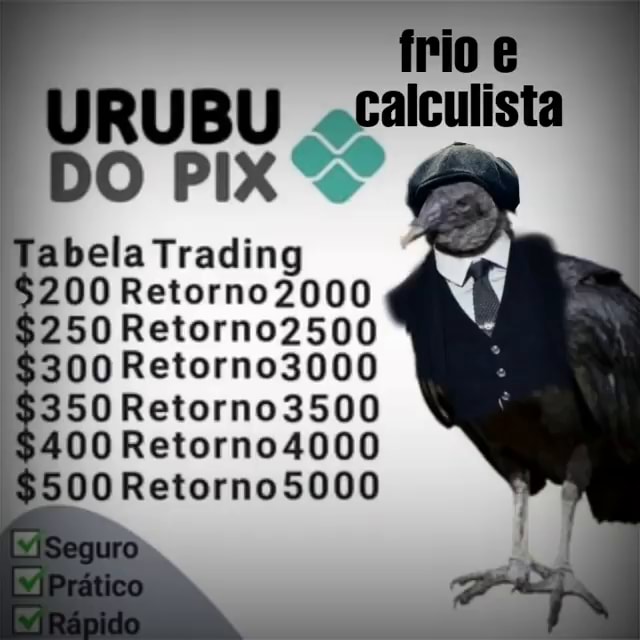 frio e
calculista
URUBU
DO PIX
Tabela Trading
$200 Retorno 2000
$250 Retorno 2500
$300 Retorno 3000
$350 Retorno 3500
$400 Retorno 4000
$500 Retorno 5000
Seguro
Prático
Rápido